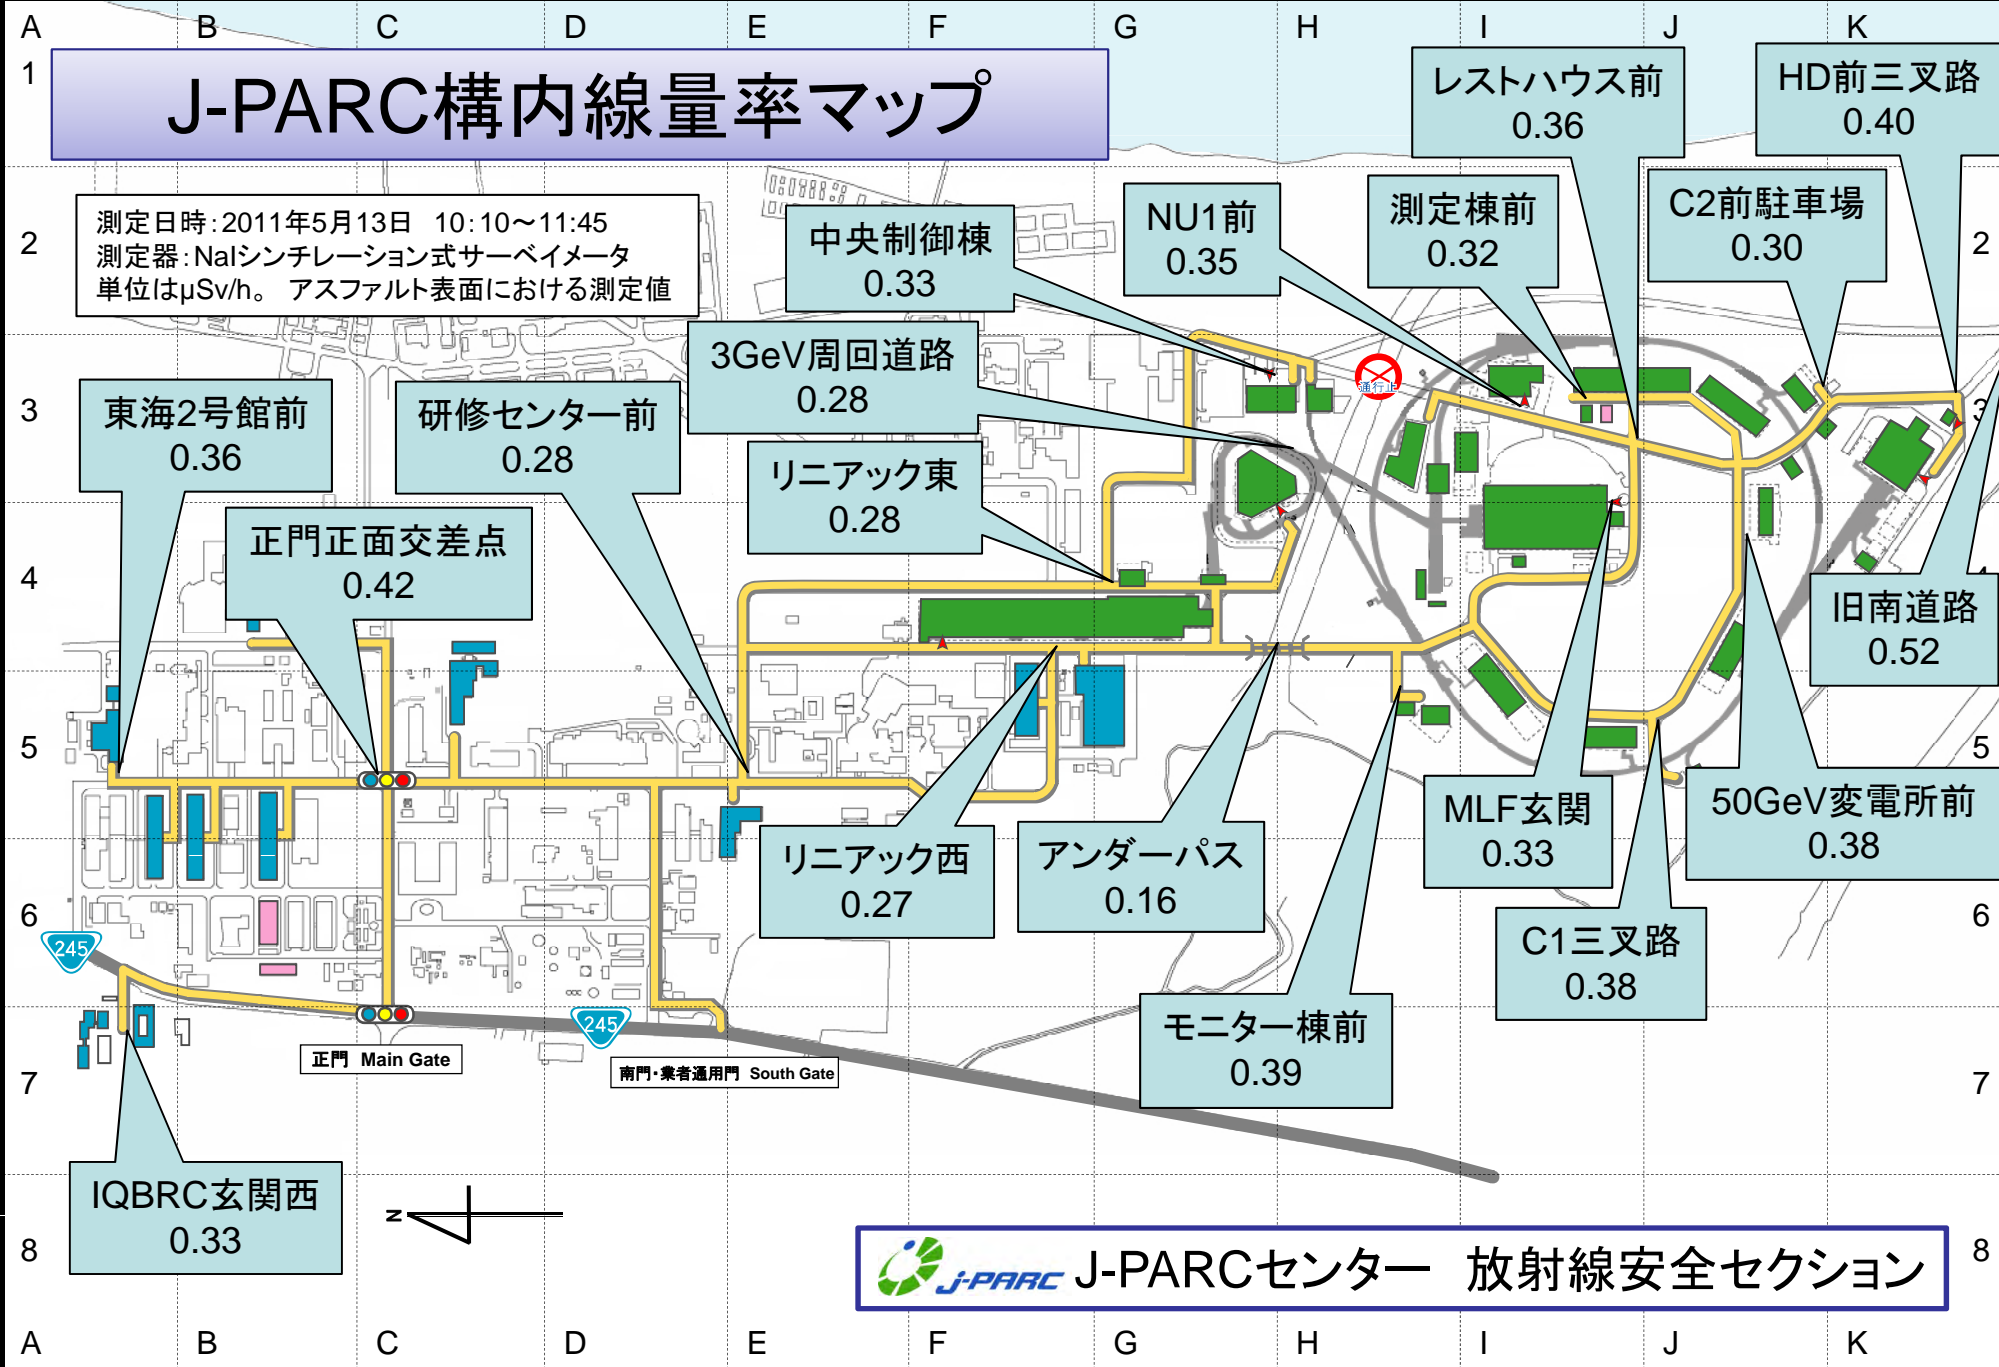 A B C D E F G H I J K
1
J-PARC構内線量率マップ
レストハウス前
0.36
HD前三叉路
0.40
測定日時：2011年5月13日　10：10～11:45
測定器：NaIシンチレーション式サーベイメータ
単位はμSv/h。　アスファルト表面における測定値
2
中央制御棟
0.33
NU1前
0.35
測定棟前
0.32
C2前駐車場
0.30
2
3GeV周回道路
0.28
通行止
3
東海2号館前
0.36
研修センター前
0.28
3
リニアック東
0.28
正門正面交差点
0.42
4
4
旧南道路
0.52
5
5
MLF玄関
0.33
50GeV変電所前
0.38
リニアック西
0.27
アンダーパス
0.16
6
6
245
C1三叉路
0.38
245
モニター棟前
0.39
正門 Main Gate
南門・業者通用門 South Gate
7
7
IQBRC玄関西
0.33
N
8
J-PARC J-PARCセンター　放射線安全セクション
8
A B C D E F G H I J K